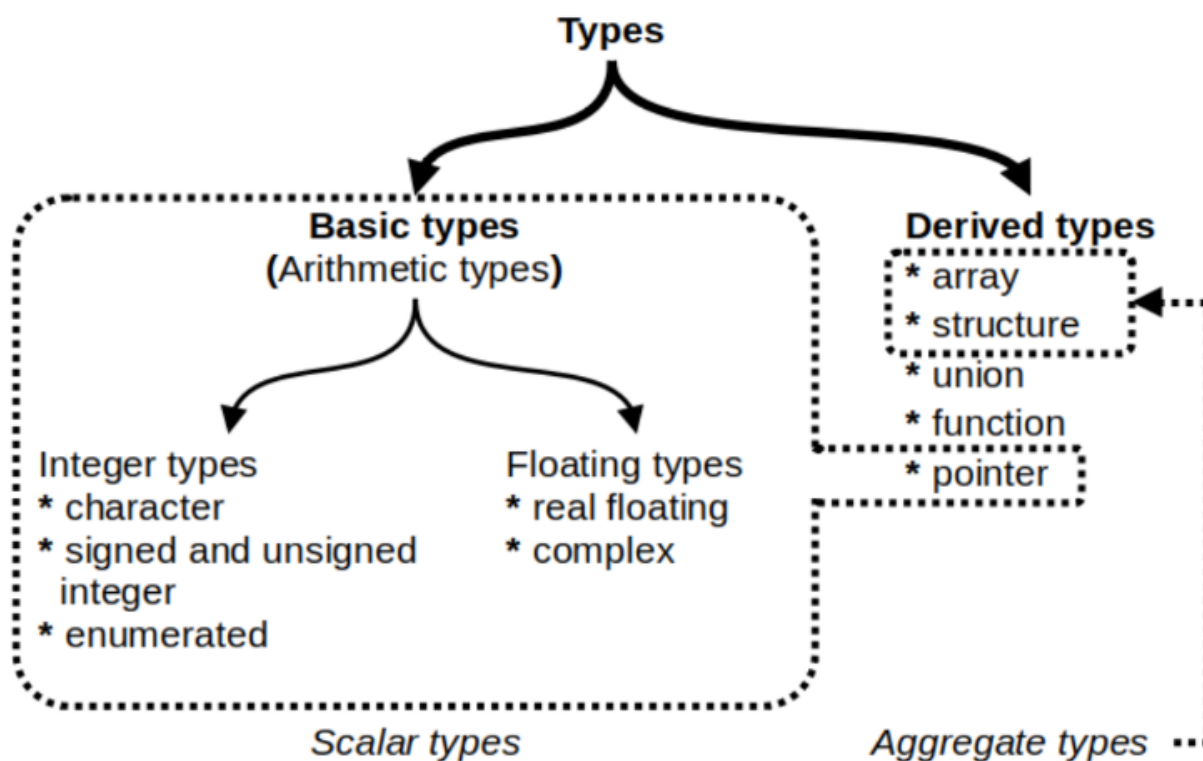 Types
Basic types
(Arithmetic types)
Integer types
* character
* signed and unsigned
integer
* enumerated
Floating types
* real floating
* complex
Derived types
* array
* structure
* union
* function
* pointer
Scalar types
Aggregate types